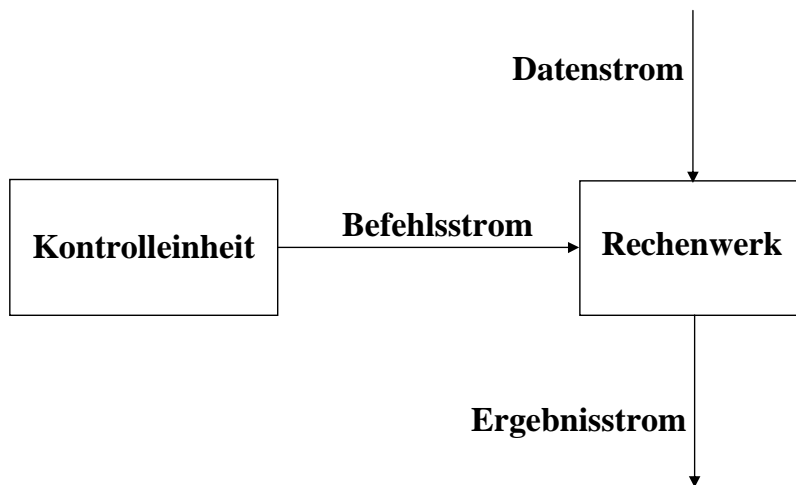 Datenstrom
Kontrolleinheit
Befehlsstrom
Rechenwerk
Ergebnisstrom